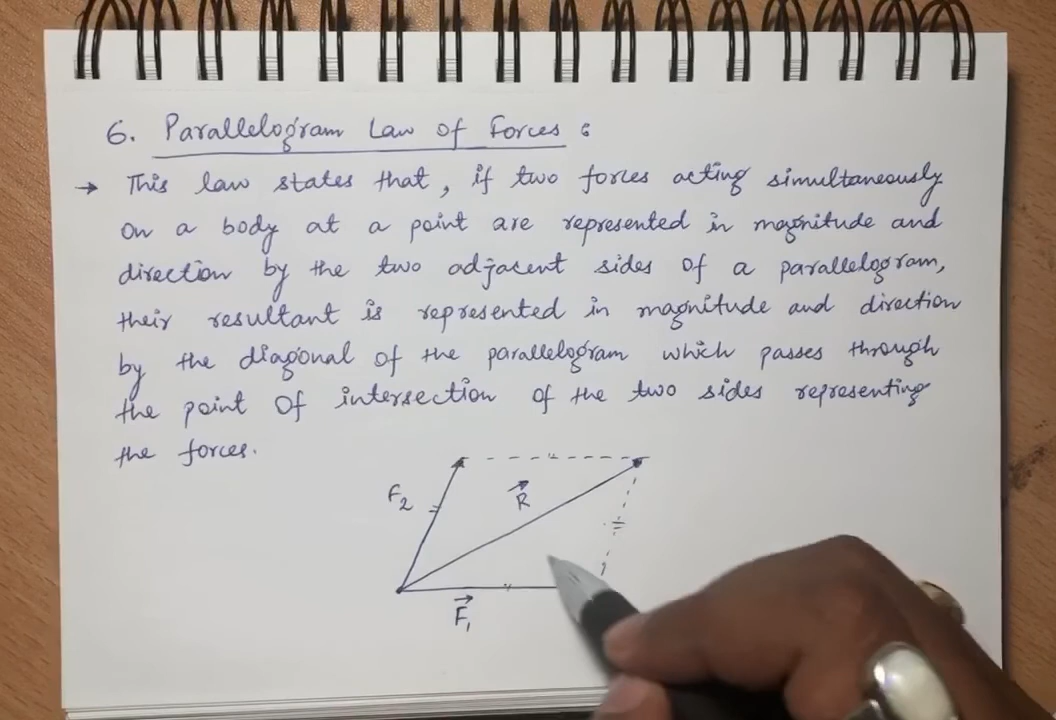 6. Parallelogram Law of Forces :
→ This law states that, if two forces acting simultaneously
on a body at a point are represented in magnitude and
direction by the two adjacent sides of a parallelogram,
their resultant is represented in magnitude and direction
by the diagonal of the parallelogram which passes through
the point of intersection of the two sides representing
the forces.
F₂
R⃗
F⃗₁